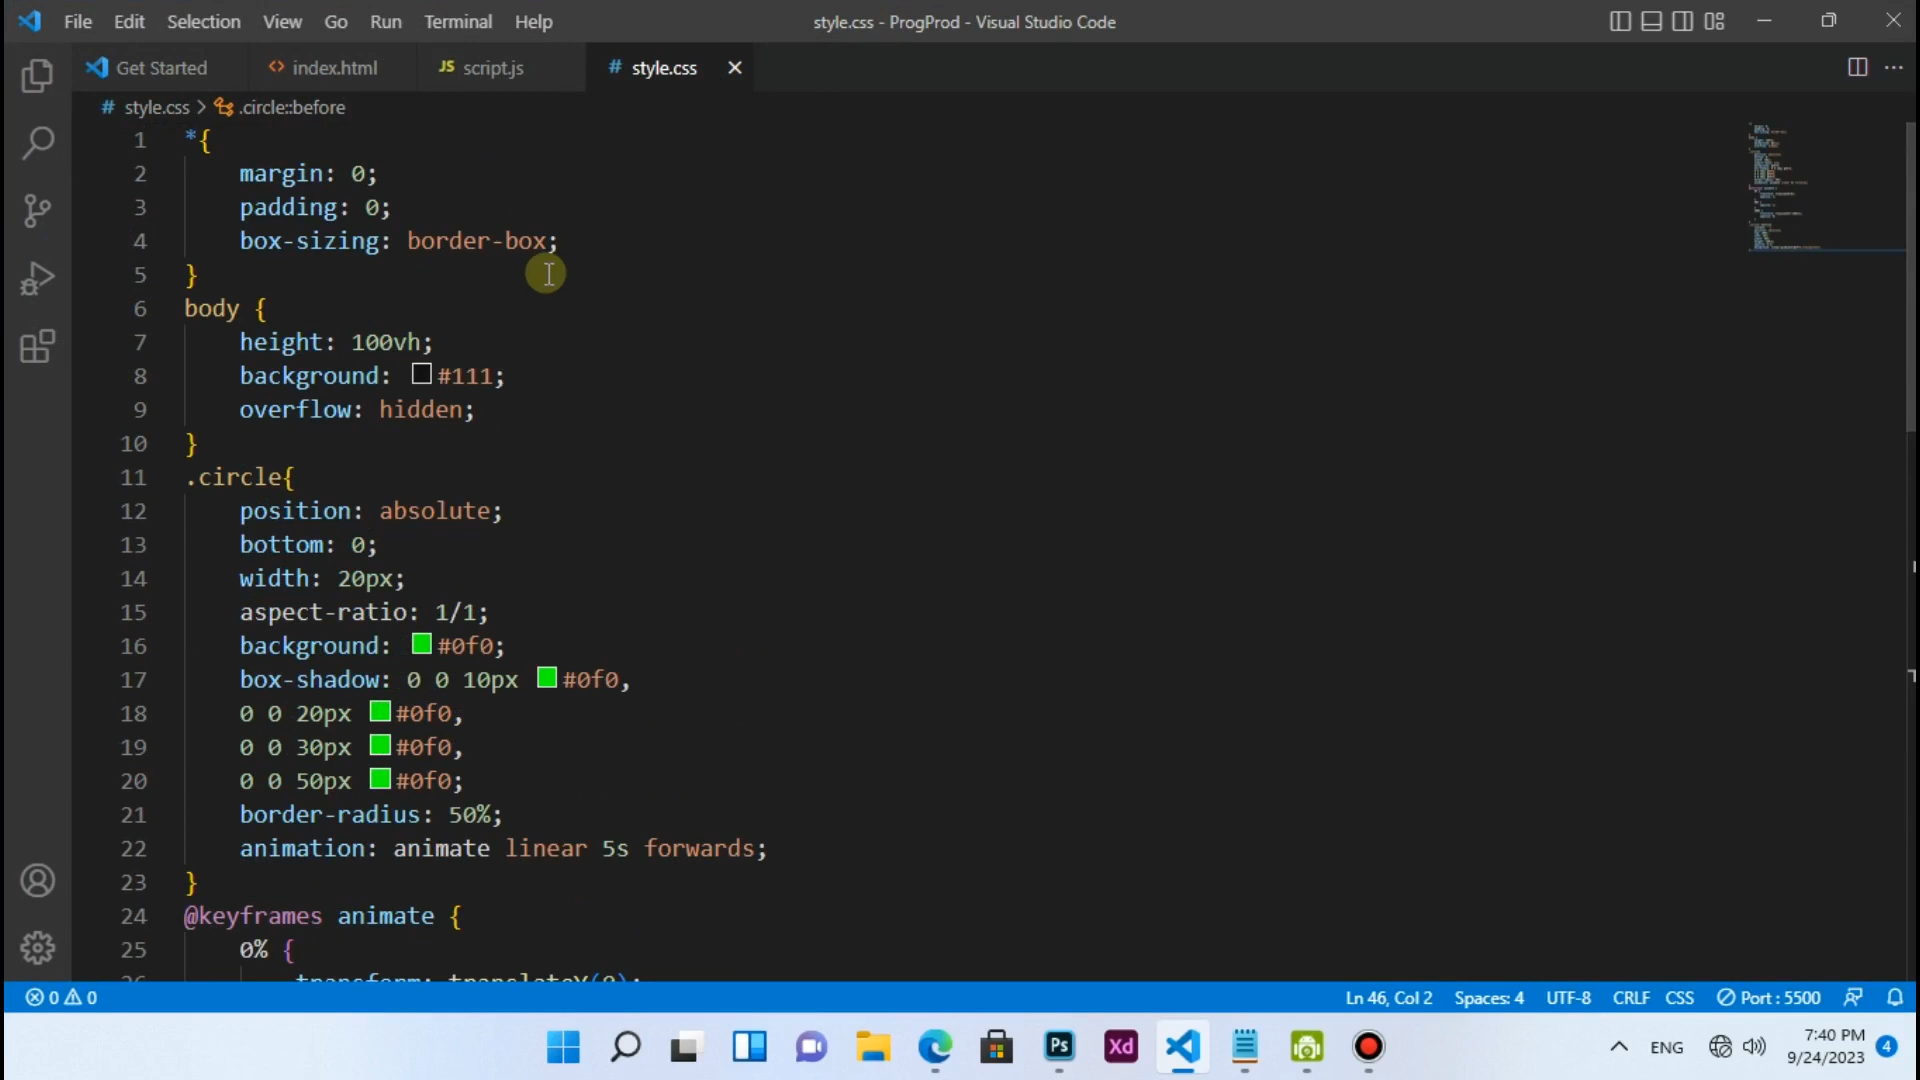 File Edit Selection View Go Run Terminal Help
style.css - ProgProd - Visual Studio Code
Get Started
index.html
JS script.js
# style.css
# style.css > .circle::before
1 *{
2 margin: 0;
3 padding: 0;
4 box-sizing: border-box;
5 }
6 body {
7 height: 100vh;
8 background: #111;
9 overflow: hidden;
10 }
11 .circle{
12 position: absolute;
13 bottom: 0;
14 width: 20px;
15 aspect-ratio: 1/1;
16 background: #0f0;
17 box-shadow: 0 0 10px #0f0,
18 0 0 20px #0f0,
19 0 0 30px #0f0,
20 0 0 50px #0f0;
21 border-radius: 50%;
22 animation: animate linear 5s forwards;
23 }
24 @keyframes animate {
25 0% {
26 transform: translateY(0);
0 0
Ln 46, Col 2 Spaces: 4 UTF-8 CRLF CSS Port : 5500
Ps
Xd
ENG
7:40 PM
9/24/2023
4